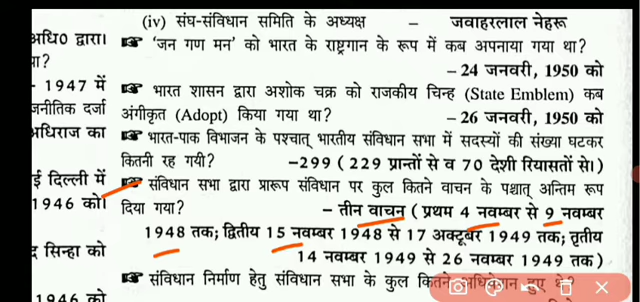 (iv) संघ-संविधान समिति के अध्यक्ष – जवाहरलाल नेहरू
अधि0 द्वारा।
☞ 'जन गण मन' को भारत के राष्ट्रगान के रूप में कब अपनाया गया था?
या?
– 24 जनवरी, 1950 को
- 1947 में
☞ भारत शासन द्वारा अशोक चक्र को राजकीय चिन्ह (State Emblem) कब
जनीतिक दर्जा
अंगीकृत (Adopt) किया गया था? – 26 जनवरी, 1950 को
अधिराज का
☞ भारत-पाक विभाजन के पश्चात् भारतीय संविधान सभा में सदस्यों की संख्या घटकर
कितनी रह गयी? –299 ( 229 प्रान्तों से व 70 देशी रियासतों से।)
ई दिल्ली में
☞ संविधान सभा द्वारा प्रारूप संविधान पर कुल कितने वाचन के पश्चात् अन्तिम रूप
1946 को।
दिया गया? – तीन वाचन ( प्रथम 4 नवम्बर से 9 नवम्बर
1948 तक; द्वितीय 15 नवम्बर 1948 से 17 अक्टूबर 1949 तक; तृतीय
द सिन्हा को
14 नवम्बर 1949 से 26 नवम्बर 1949 तक)
☞ संविधान निर्माण हेतु संविधान सभा के कुल कितने अधिवेशन हुए थे?
1946 को